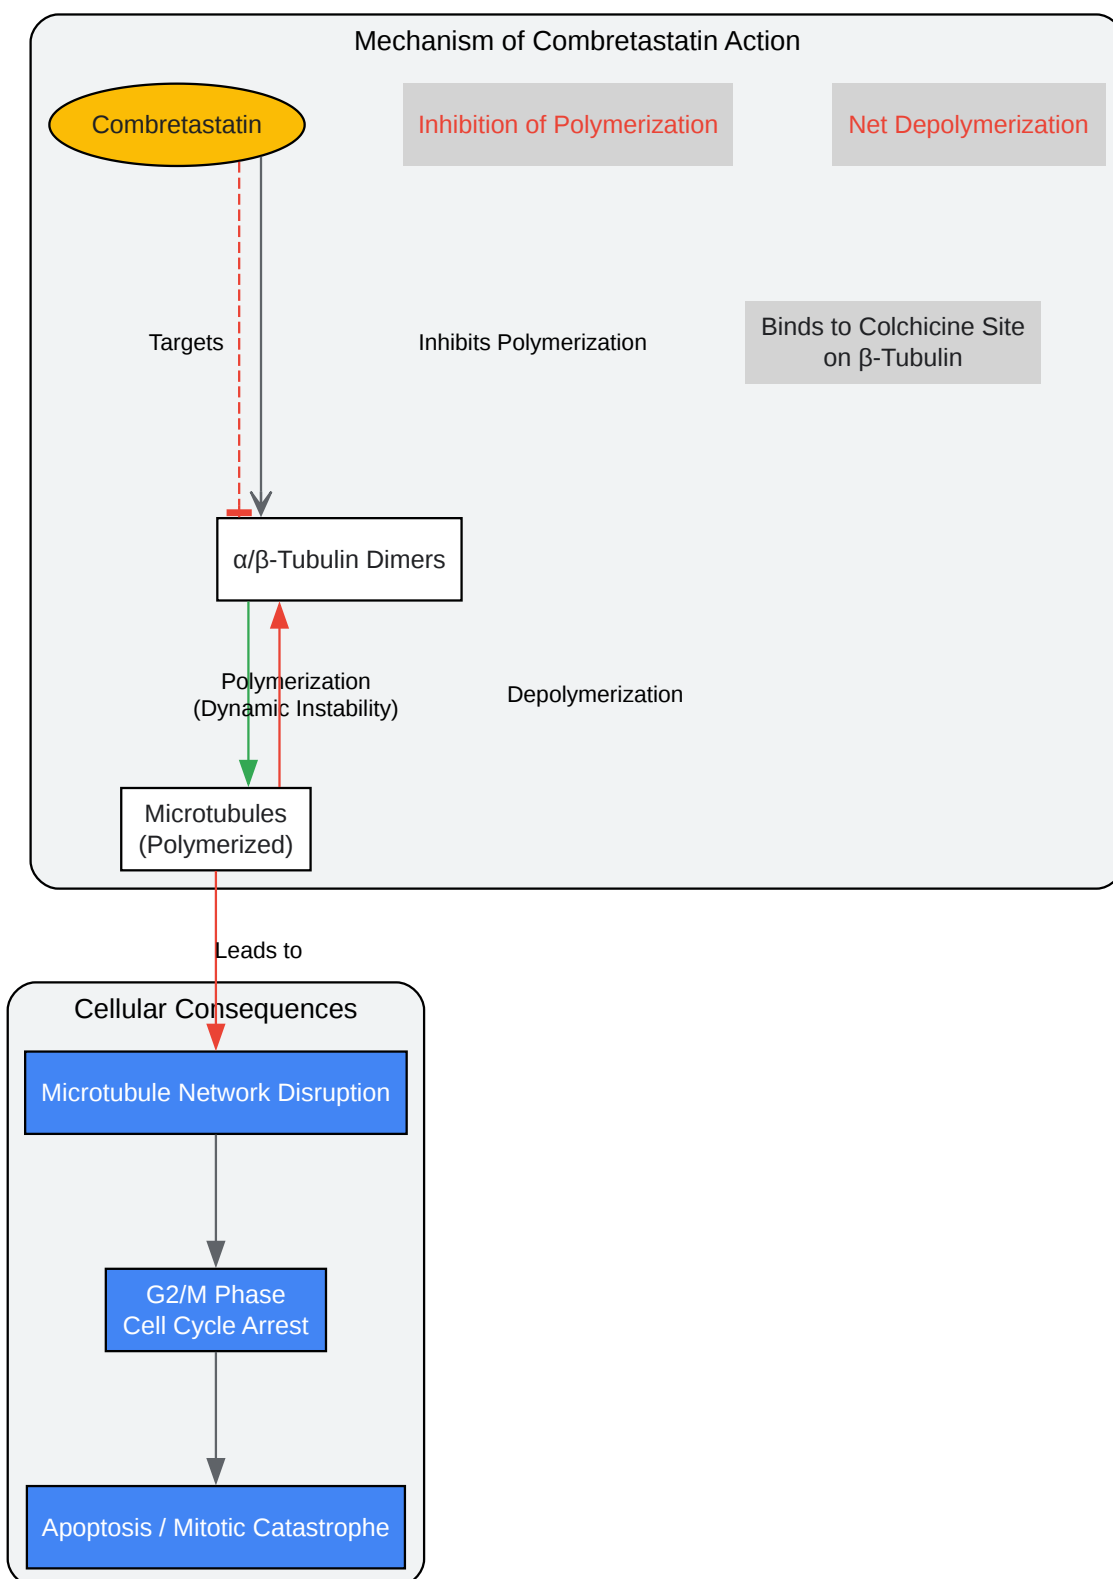 Mechanism of Combretastatin Action
Combretastatin
Inhibition of Polymerization
Net Depolymerization
Targets
Inhibits Polymerization
Binds to Colchicine Site
on β-Tubulin
α/β-Tubulin Dimers
Polymerization
(Dynamic Instability)
Depolymerization
Microtubules
(Polymerized)
Leads to
Cellular Consequences
Microtubule Network Disruption
G2/M Phase
Cell Cycle Arrest
Apoptosis / Mitotic Catastrophe